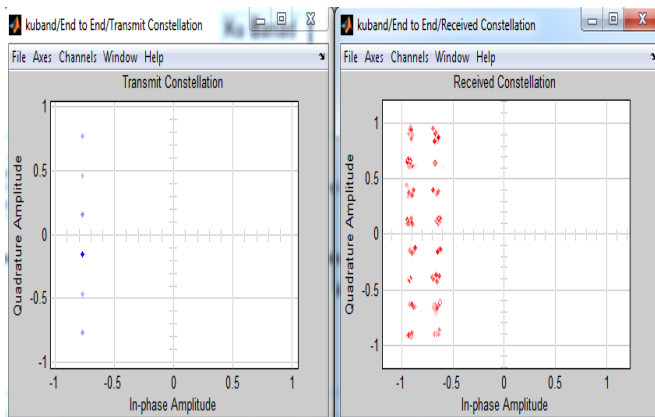 kuband/End to End/Transmit Constellation
File Axes Channels Window Help
Transmit Constellation
Quadrature Amplitude
1
0.5
0
-0.5
-1
-1 -0.5 0 0.5 1
In-phase Amplitude
kuband/End to End/Received Constellation
File Axes Channels Window Help
Received Constellation
Quadrature Amplitude
1
0.5
0
-0.5
-1
-1 -0.5 0 0.5 1
In-phase Amplitude